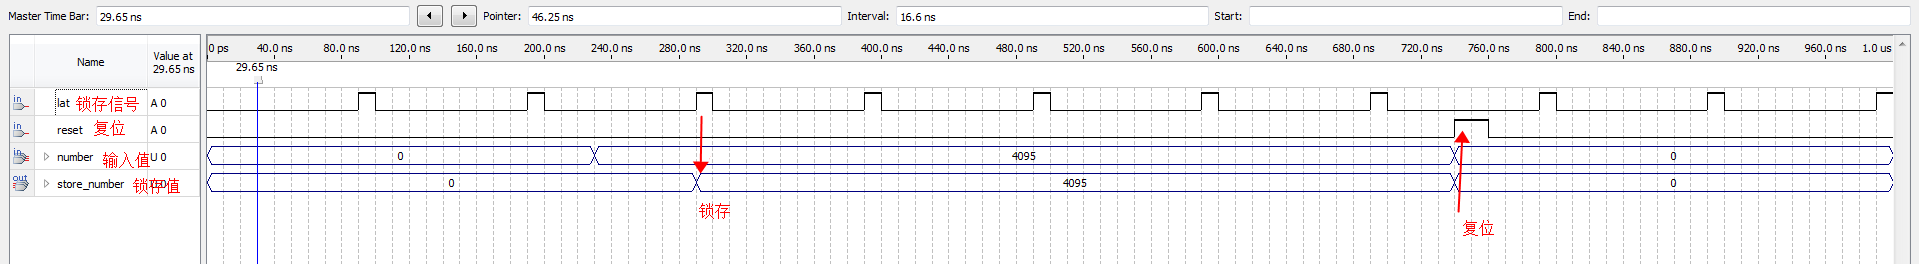 Master Time Bar: 29.65 ns Pointer: 46.25 ns Interval: 16.6 ns Start: End:
Name Value at 29.65 ns
0 ps 40.0 ns 80.0 ns 120.0 ns 160.0 ns 200.0 ns 240.0 ns 280.0 ns 320.0 ns 360.0 ns 400.0 ns 440.0 ns 480.0 ns 520.0 ns 560.0 ns 600.0 ns 640.0 ns 680.0 ns 720.0 ns 760.0 ns 800.0 ns 840.0 ns 880.0 ns 920.0 ns 960.0 ns 1.0 us
29.65 ns
in lat 锁存信号 A 0
in reset 复位 A 0
in number 输入值 U 0 0 4095 0
out store_number 锁存值 0 4095 0
锁存
复位